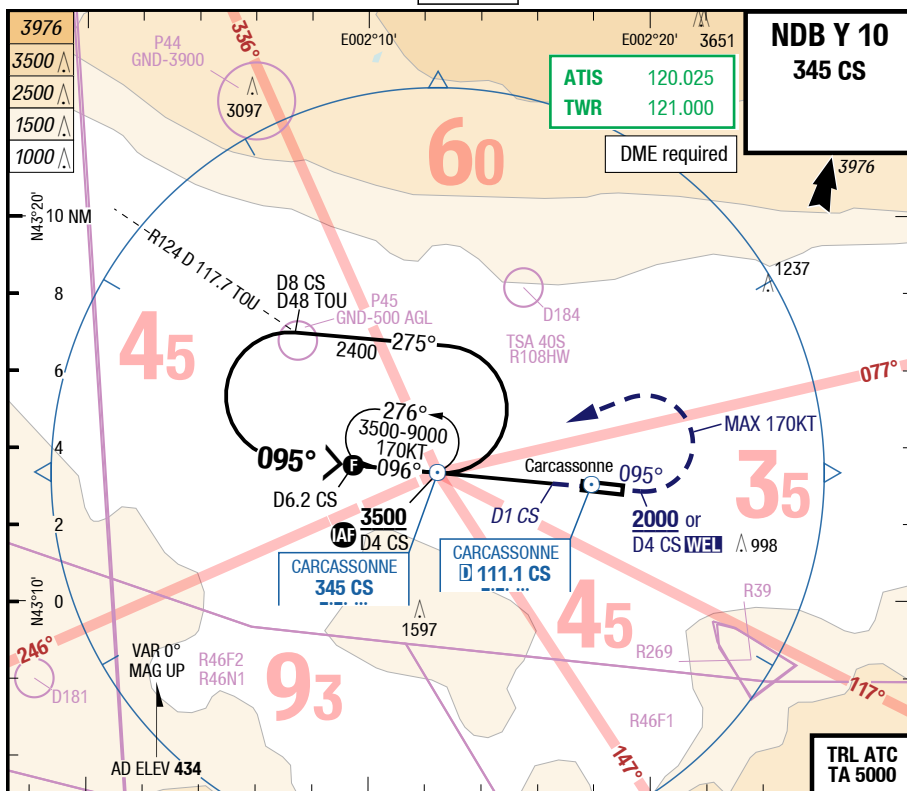 NDB Y 10
345 CS
3976
3500
2500
1500
1000
P44
GND-3900
336°
E002°10'
E002°20'
3651
3097
ATIS 120.025
TWR 121.000
DME required
60
3976
N43°20'
10 NM
R124 D 117.7 TOU
1237
8
D8 CS
D48 TOU
P45
GND-500 AGL
D184
45
2400
275°
TSA 40S
R108HW
6
077°
276°
3500-9000
170KT
096°
MAX 170KT
4
095°
F
D6.2 CS
Carcassonne
095°
35
D1 CS
2
IAF
3500
D4 CS
2000 or
D4 CS WEL
998
CARCASSONNE
345 CS
CARCASSONNE
D 111.1 CS
N43°10'
0
1597
45
R39
246°
VAR 0°
MAG UP
R46F2
R46N1
93
R269
D181
117°
R46F1
147°
AD ELEV 434
TRL ATC
TA 5000